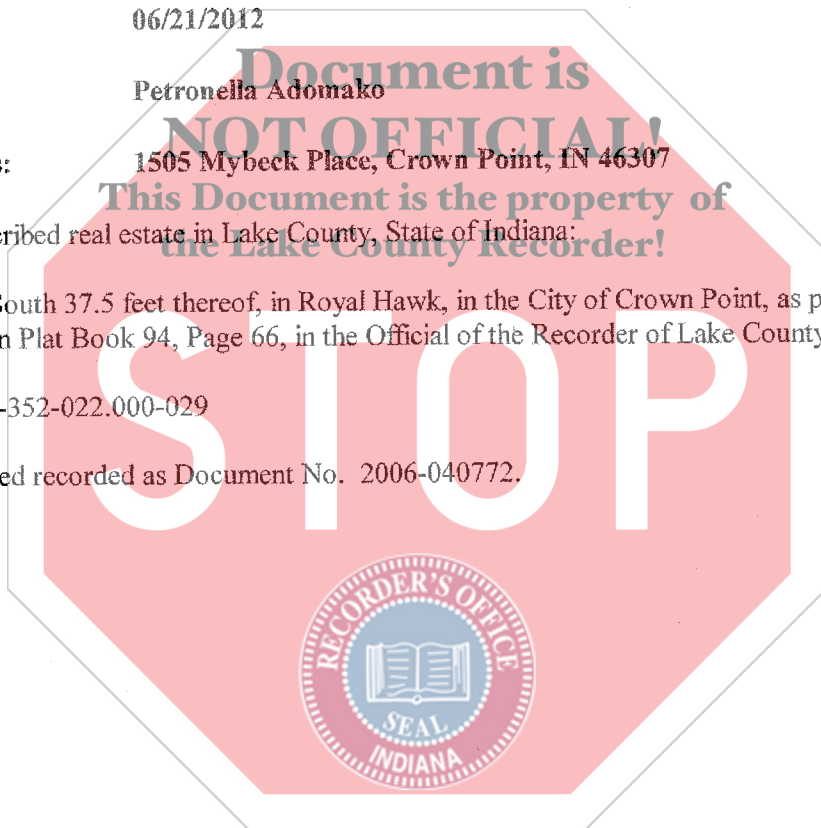 06/21/2012
Document is
Petronella Adomako
NOT OFFICIAL!
s: 1505 Mybeck Place, Crown Point, IN 46307
This Document is the property of
cribed real estate in Lake County, State of Indiana:
the Lake County Recorder!
South 37.5 feet thereof, in Royal Hawk, in the City of Crown Point, as p
n Plat Book 94, Page 66, in the Official of the Recorder of Lake County
-352-022.000-029
ed recorded as Document No. 2006-040772.
STOP
RECORDER'S OFFICE
SEAL
INDIANA